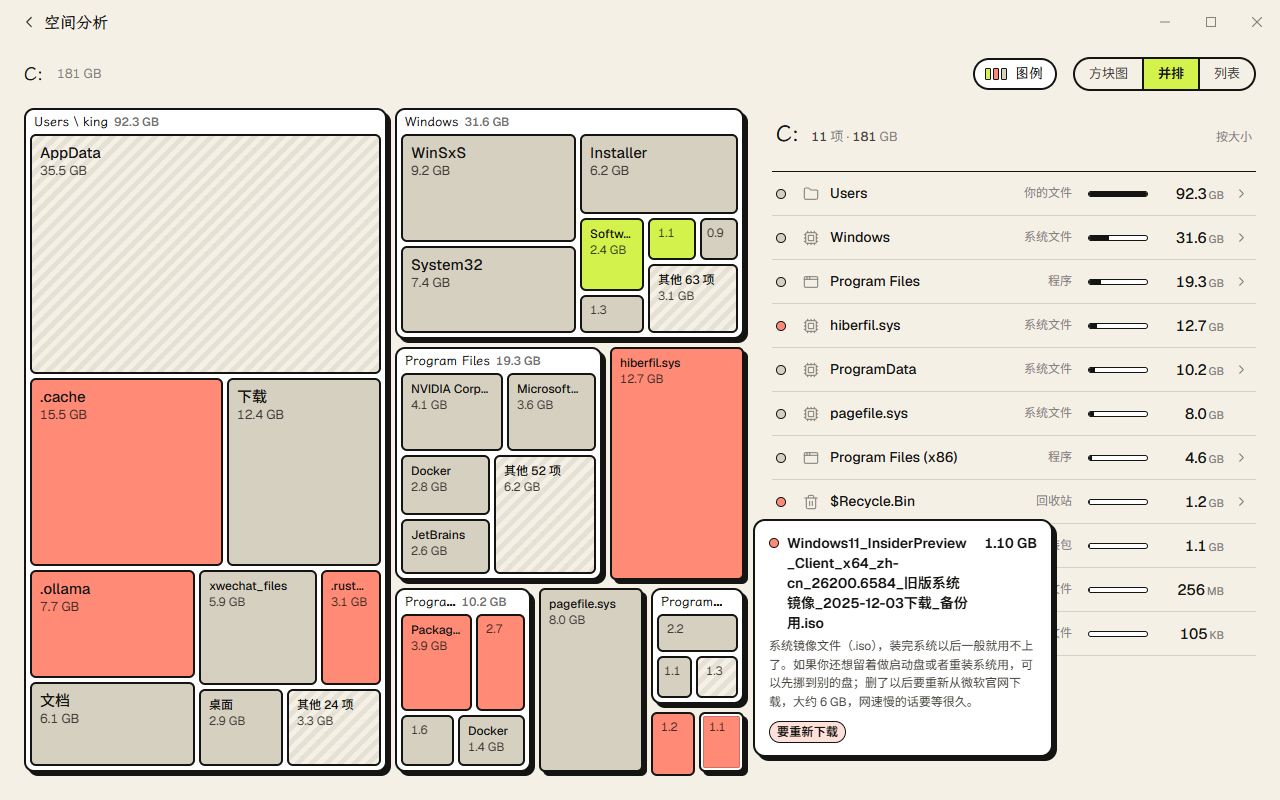 空间分析
C: 181 GB
图例
方块图 并排 列表
Users \ king 92.3 GB
AppData
35.5 GB
.cache
15.5 GB
下载
12.4 GB
.ollama
7.7 GB
xwechat_files
5.9 GB
.rust...
3.1 GB
文档
6.1 GB
桌面
2.9 GB
其他 24 项
3.3 GB
Windows 31.6 GB
WinSxS
9.2 GB
Installer
6.2 GB
System32
7.4 GB
Softw...
2.4 GB
1.1
0.9
1.3
其他 63 项
3.1 GB
Program Files 19.3 GB
NVIDIA Corp...
4.1 GB
Microsoft...
3.6 GB
Docker
2.8 GB
其他 52 项
6.2 GB
JetBrains
2.6 GB
hiberfil.sys
12.7 GB
Progra... 10.2 GB
Packag...
3.9 GB
2.7
1.6
Docker
1.4 GB
pagefile.sys
8.0 GB
Program...
2.2
1.1
1.3
1.2
1.1
C: 11 项 · 181 GB 按大小
Users 你的文件 92.3 GB
Windows 系统文件 31.6 GB
Program Files 程序 19.3 GB
hiberfil.sys 系统文件 12.7 GB
ProgramData 系统文件 10.2 GB
pagefile.sys 系统文件 8.0 GB
Program Files (x86) 程序 4.6 GB
$Recycle.Bin 回收站 1.2 GB
包 1.1 GB
文件 256 MB
文件 105 KB
Windows11_InsiderPreview 1.10 GB
_Client_x64_zh-
cn_26200.6584_旧版系统
镜像_2025-12-03下载_备份
用.iso
系统镜像文件（.iso），装完系统以后一般就用不上
了。如果你还想留着做启动盘或者重装系统用，可
以先挪到别的盘；删了以后要重新从微软官网下
载，大约 6 GB，网速慢的话要等很久。
要重新下载